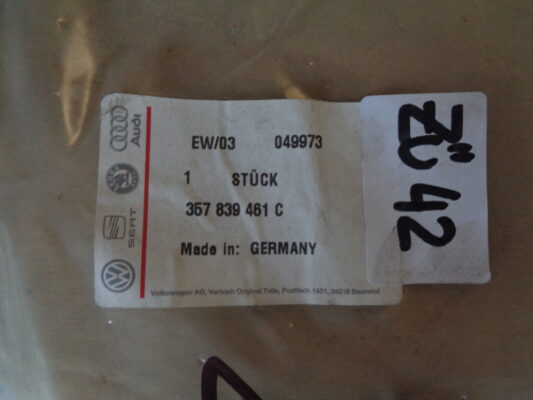 Audi
SEAT
EW/03 049973
1 STÜCK
357 839 461 C
Made in: GERMANY
Volkswagen AG, Vertrieb Original Teile, Postfach 1451, 34219 Baunatal
ZÜ 42